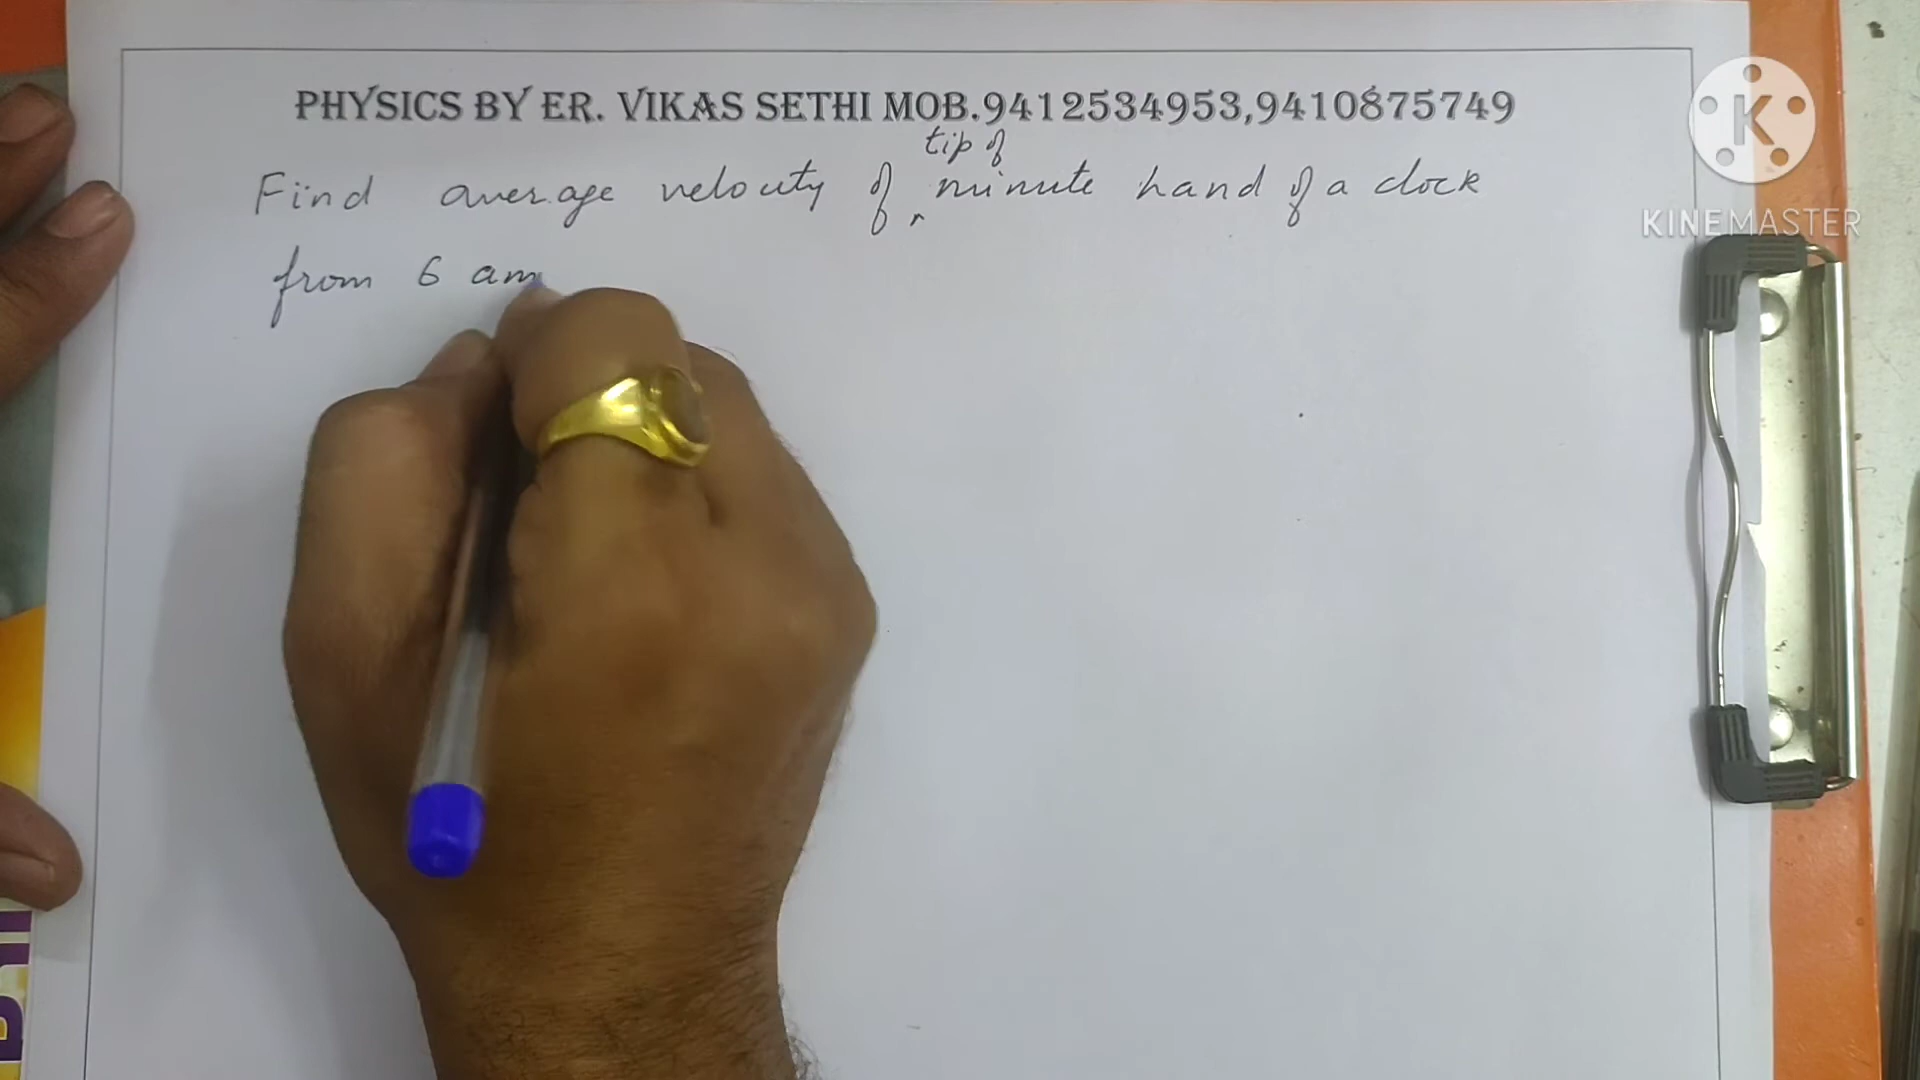 PHYSICS BY ER. VIKAS SETHI MOB.9412534953,9410875749
tip of
Find average velocity of ^ minute hand of a clock
from 6 am
K
KINEMASTER